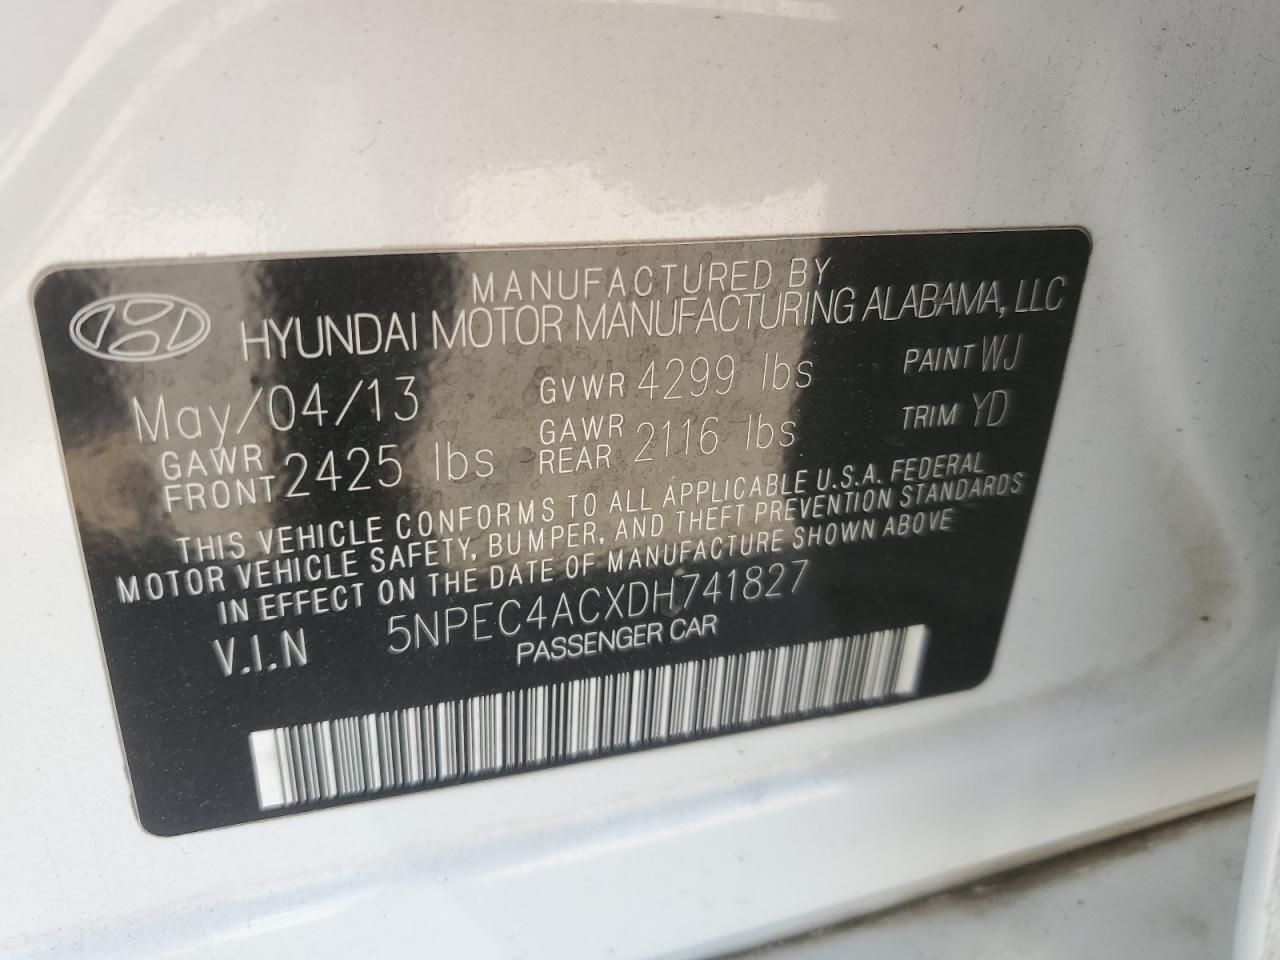 MANUFACTURED BY
HYUNDAI MOTOR MANUFACTURING ALABAMA, LLC
May/04/13 GVWR 4299 lbs PAINT WJ
GAWR FRONT 2425 lbs GAWR REAR 2116 lbs TRIM YD
THIS VEHICLE CONFORMS TO ALL APPLICABLE U.S.A. FEDERAL
MOTOR VEHICLE SAFETY, BUMPER, AND THEFT PREVENTION STANDARDS
IN EFFECT ON THE DATE OF MANUFACTURE SHOWN ABOVE
V.I.N 5NPEC4ACXDH741827
PASSENGER CAR